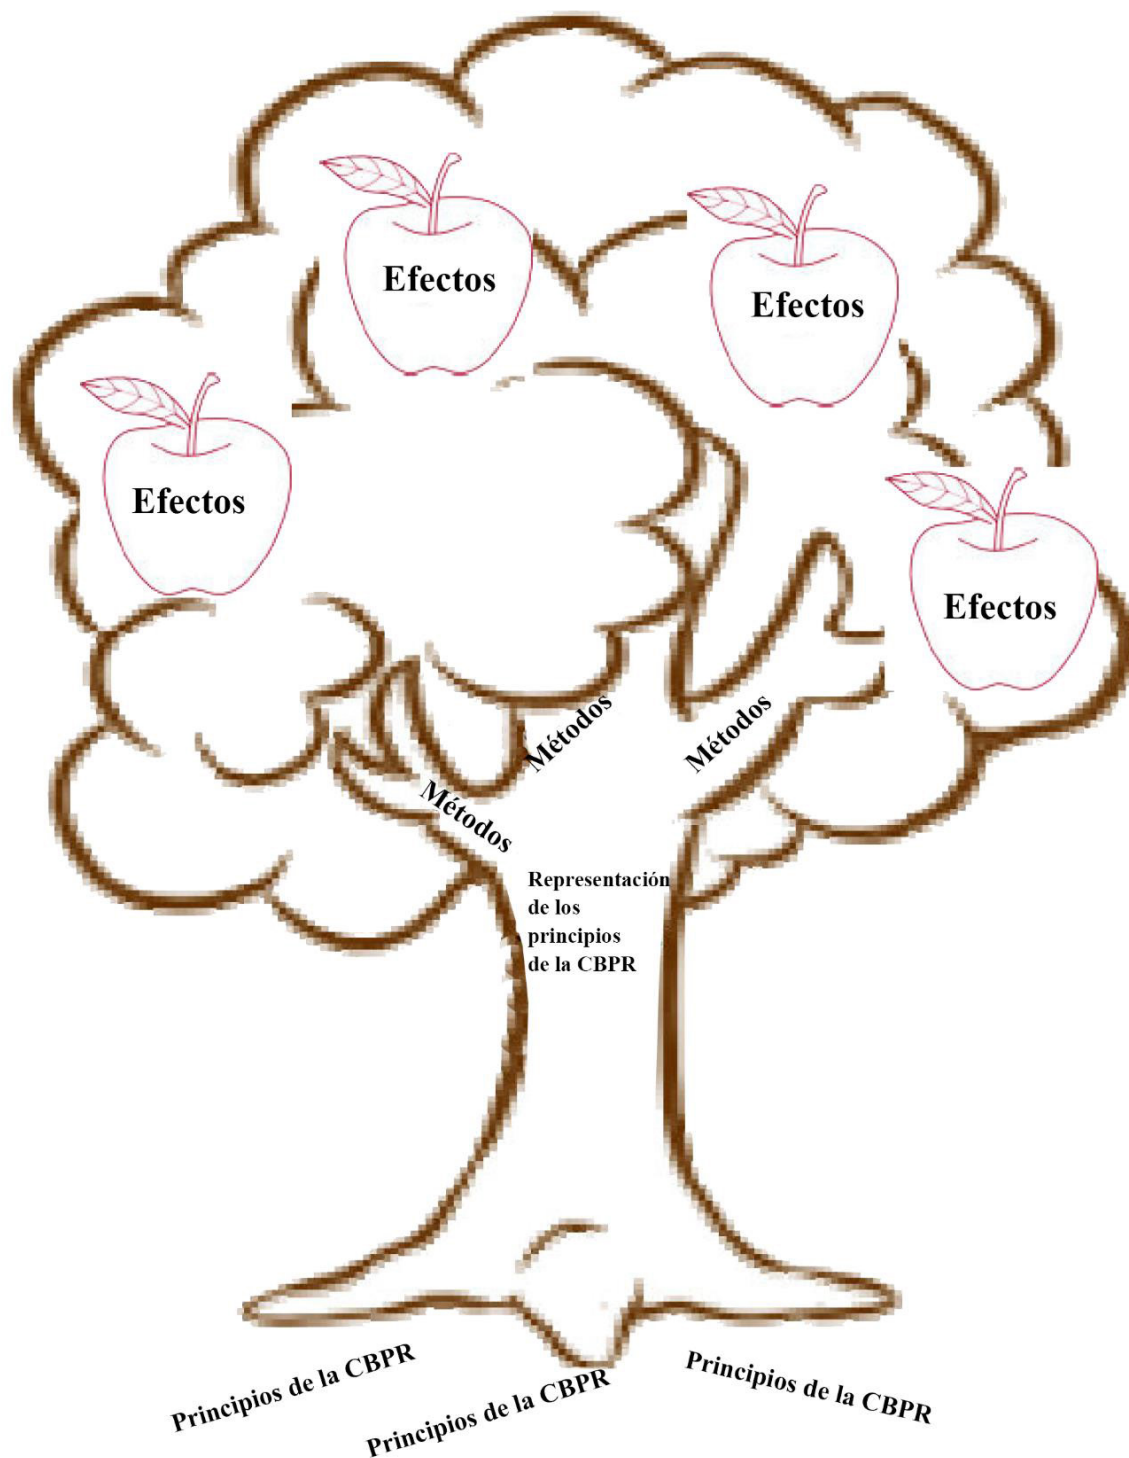 Efectos
Efectos
Efectos
Efectos
Métodos
Métodos
Métodos
Representación
de los
principios
de la CBPR
Principios de la CBPR
Principios de la CBPR
Principios de la CBPR